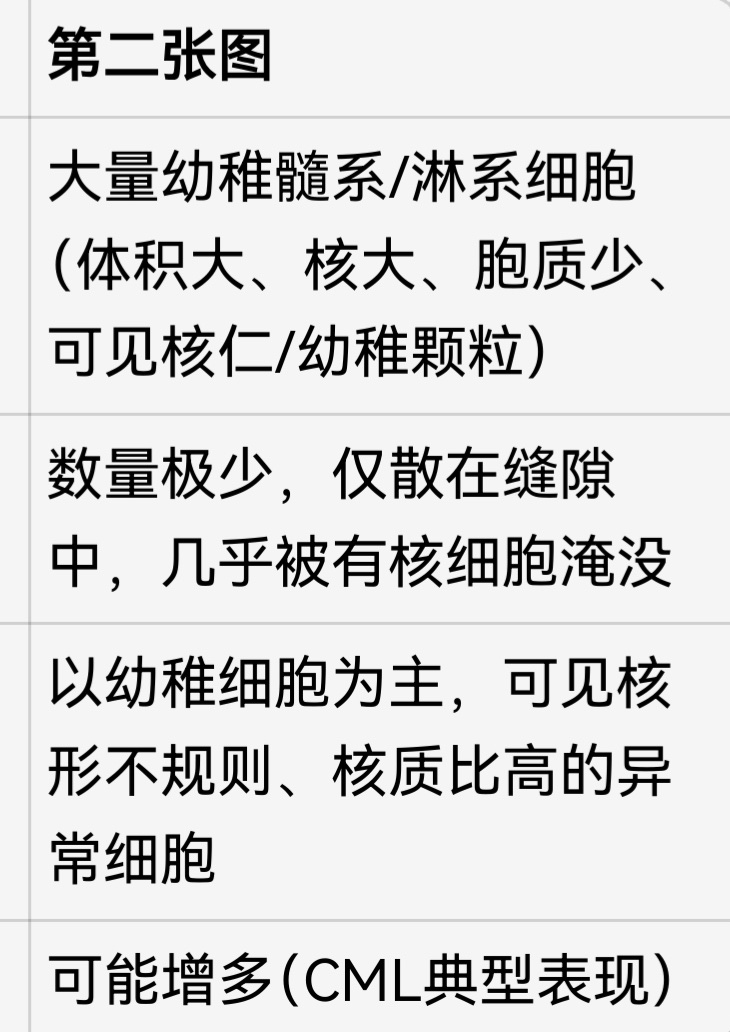 第二张图
大量幼稚髓系/淋系细胞
（体积大、核大、胞质少、
可见核仁/幼稚颗粒）
数量极少，仅散在缝隙
中，几乎被有核细胞淹没
以幼稚细胞为主，可见核
形不规则、核质比高的异
常细胞
可能增多（CML典型表现）